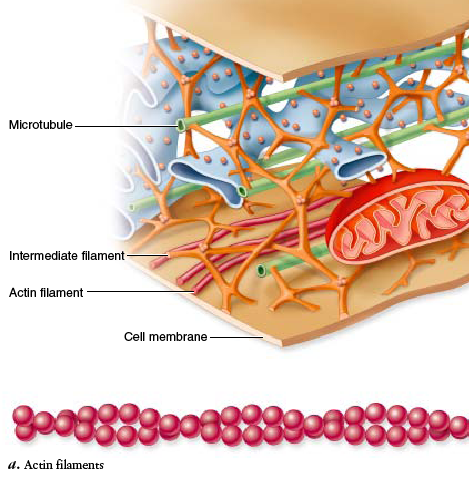 Microtubule
Intermediate filament
Actin filament
Cell membrane
a. Actin filaments